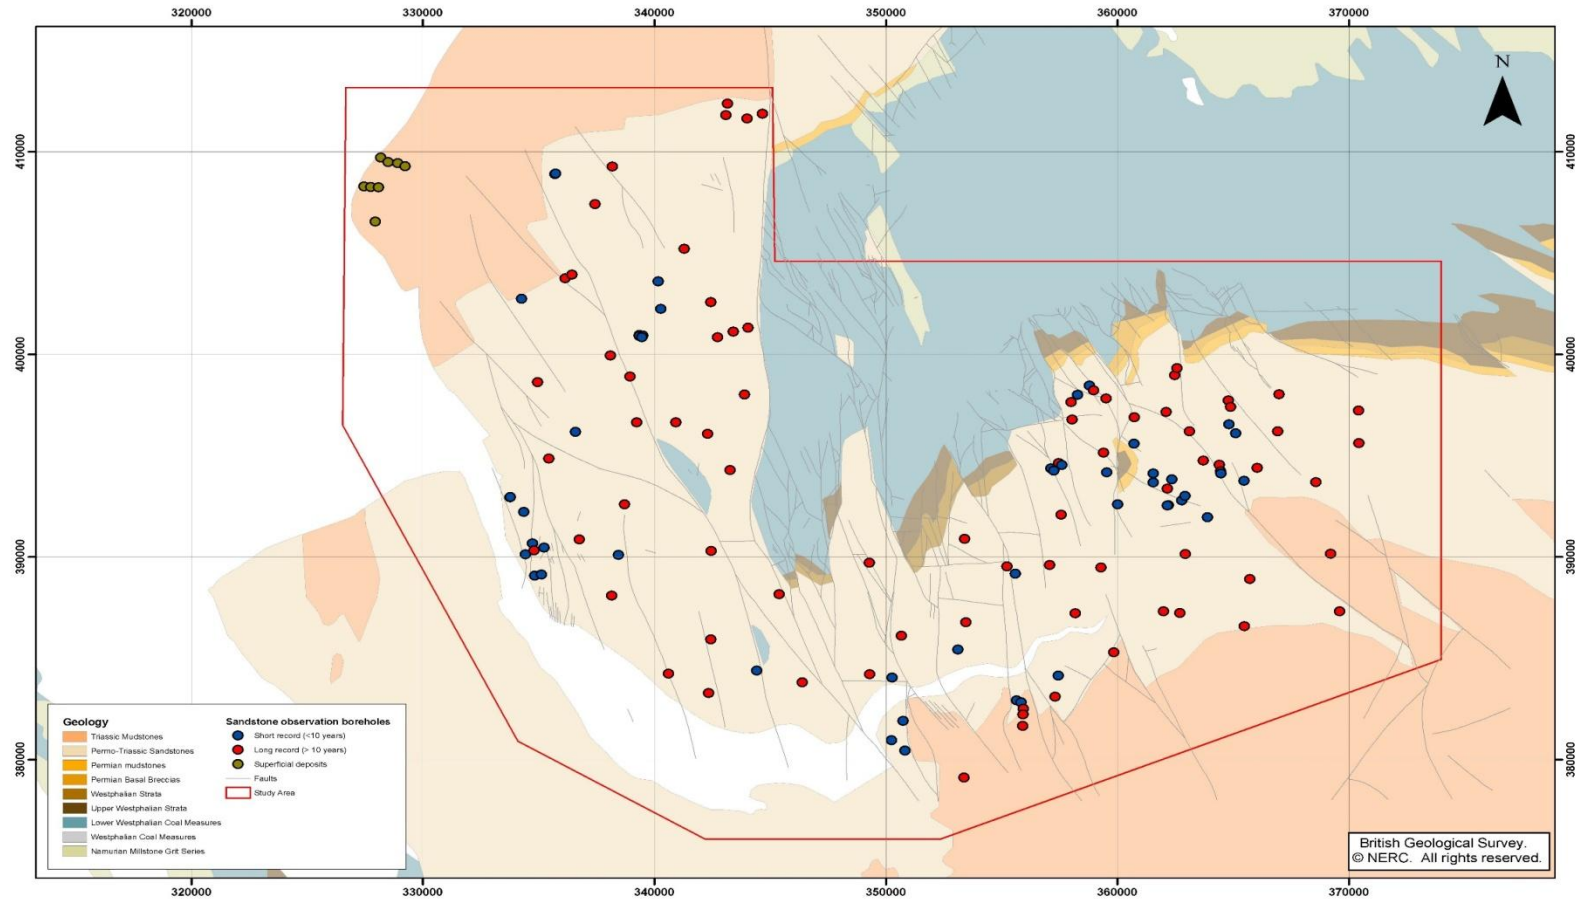 320000 330000 340000 350000 360000 370000
N
410000 410000
400000 400000
390000 390000
380000 380000
Geology
Triassic Mudstones
Permo-Triassic Sandstones
Permian mudstones
Permian Basal Breccias
Westphalian Strata
Upper Westphalian Strata
Lower Westphalian Coal Measures
Westphalian Coal Measures
Namurian Millstone Grit Series
Sandstone observation boreholes
Short record (<10 years)
Long record (> 10 years)
Superficial deposits
Faults
Study Area
British Geological Survey.
© NERC. All rights reserved.
320000 330000 340000 350000 360000 370000